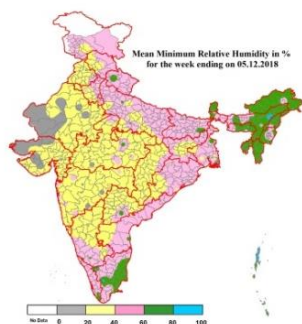 Mean Minimum Relative Humidity in %
for the week ending on 05.12.2018
No Data 0 20 40 60 80 100